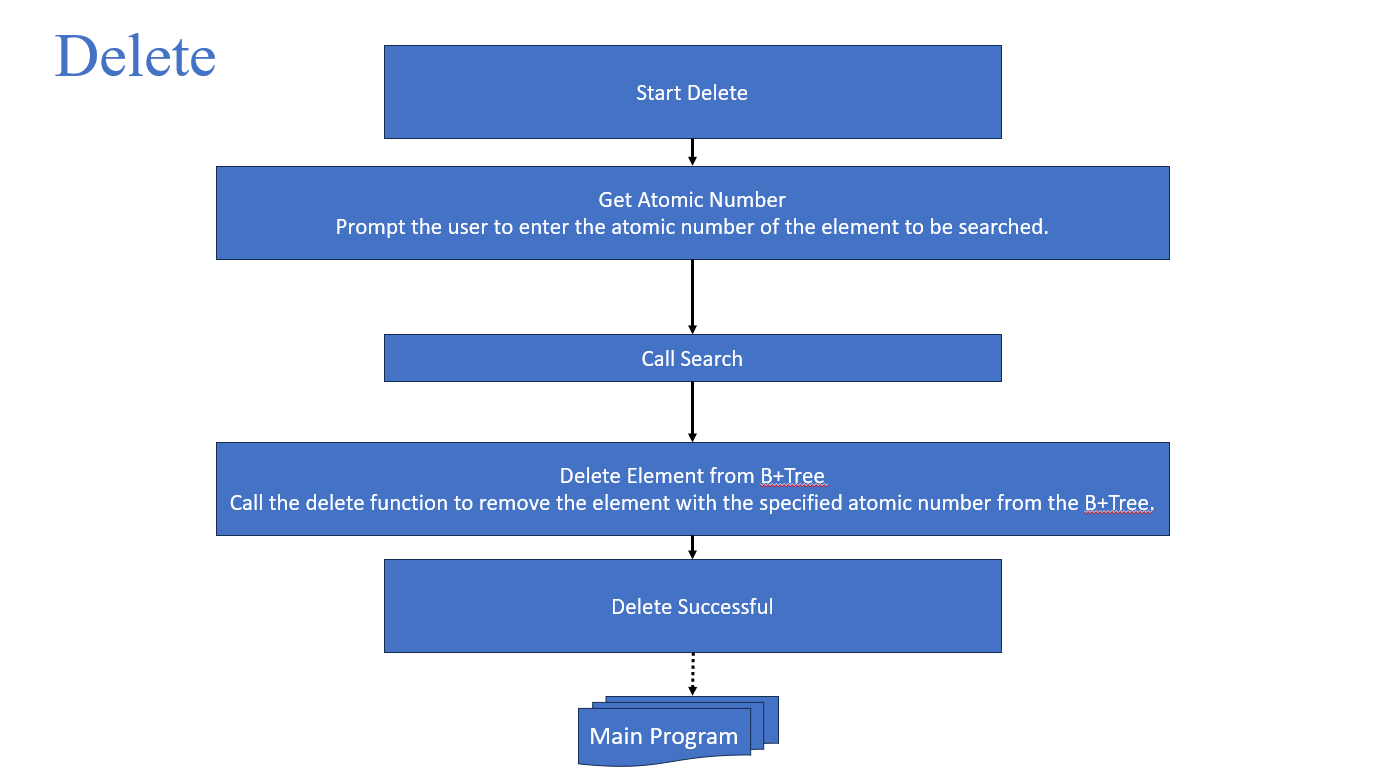 Delete
Start Delete
Get Atomic Number
Prompt the user to enter the atomic number of the element to be searched.
Call Search
Delete Element from B+Tree
Call the delete function to remove the element with the specified atomic number from the B+Tree.
Delete Successful
Main Program